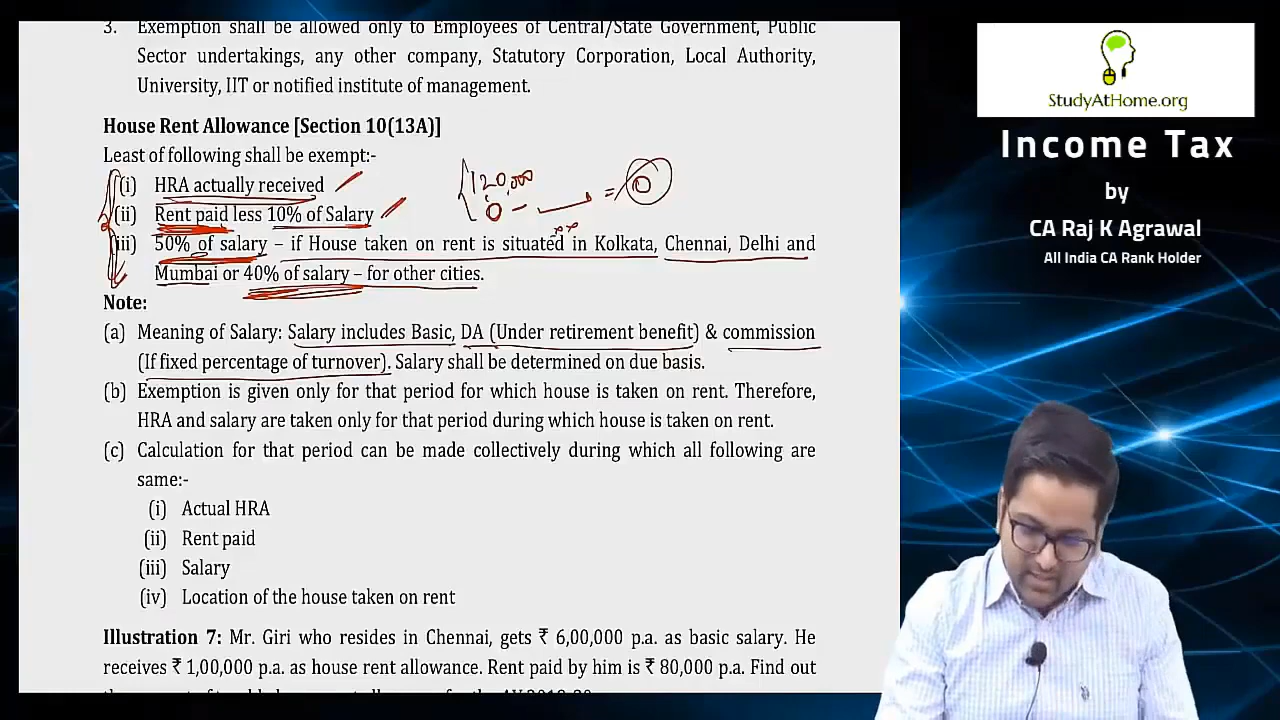 3. Exemption shall be allowed only to Employees of Central/State Government, Public
Sector undertakings, any other company, Statutory Corporation, Local Authority,
University, IIT or notified institute of management.
House Rent Allowance [Section 10(13A)]
Least of following shall be exempt:-
(i) HRA actually received
(ii) Rent paid less 10% of Salary
(iii) 50% of salary – if House taken on rent is situated in Kolkata, Chennai, Delhi and
Mumbai or 40% of salary – for other cities.
120,000
0 – = 0
Note:
(a) Meaning of Salary: Salary includes Basic, DA (Under retirement benefit) & commission
(If fixed percentage of turnover). Salary shall be determined on due basis.
(b) Exemption is given only for that period for which house is taken on rent. Therefore,
HRA and salary are taken only for that period during which house is taken on rent.
(c) Calculation for that period can be made collectively during which all following are
same:-
(i) Actual HRA
(ii) Rent paid
(iii) Salary
(iv) Location of the house taken on rent
Illustration 7: Mr. Giri who resides in Chennai, gets ₹ 6,00,000 p.a. as basic salary. He
receives ₹ 1,00,000 p.a. as house rent allowance. Rent paid by him is ₹ 80,000 p.a. Find out
StudyAtHome.org
Income Tax
by
CA Raj K Agrawal
All India CA Rank Holder